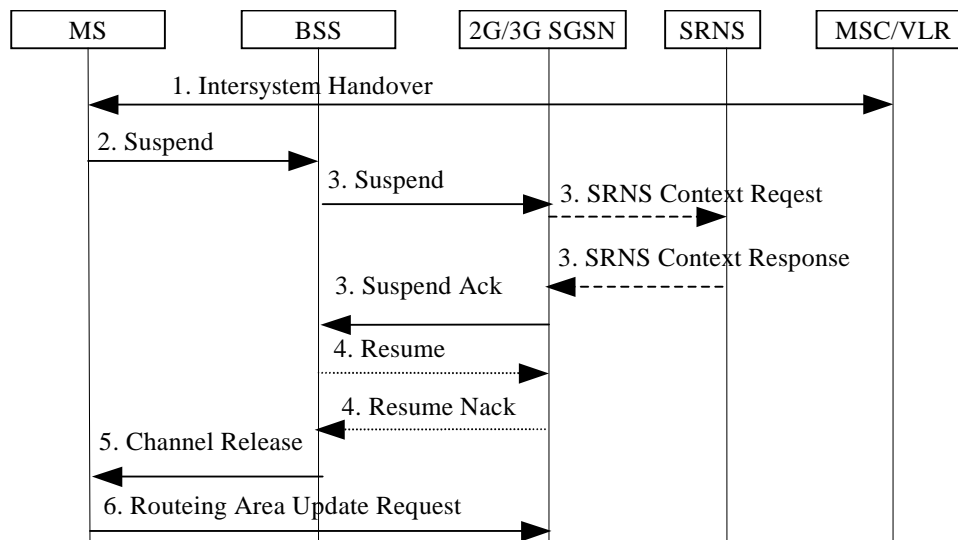 MS
BSS
2G/3G SGSN
SRNS
MSC/VLR
1. Intersystem Handover
2. Suspend
3. Suspend
3. SRNS Context Reqest
3. SRNS Context Response
3. Suspend Ack
4. Resume
4. Resume Nack
5. Channel Release
6. Routeing Area Update Request